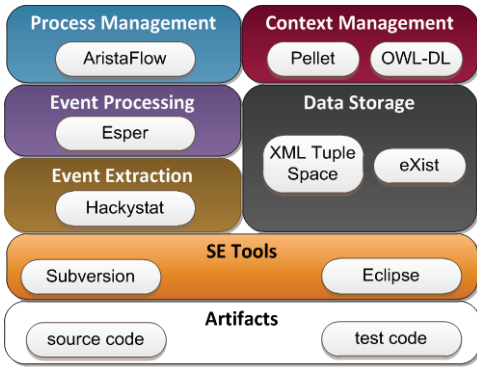 Process Management
AristaFlow
Context Management
Pellet
OWL-DL
Event Processing
Esper
Data Storage
XML Tuple
Space
eXist
Event Extraction
Hackystat
SE Tools
Subversion
Eclipse
Artifacts
source code
test code